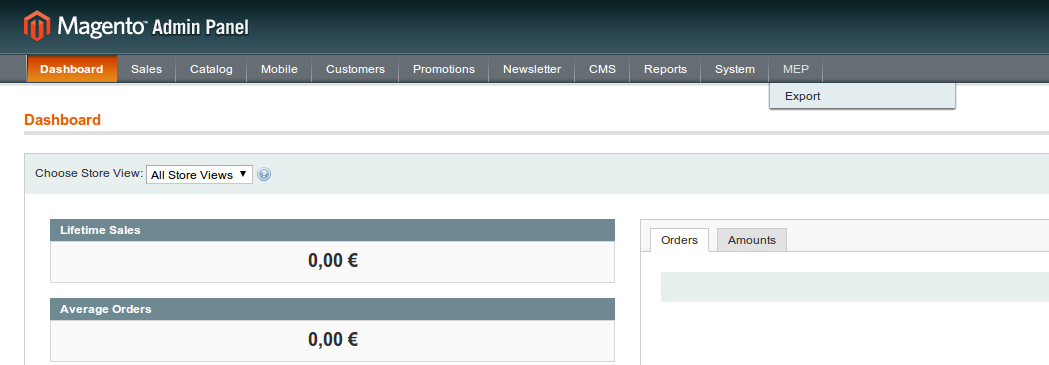 Magento™ Admin Panel
Dashboard Sales Catalog Mobile Customers Promotions Newsletter CMS Reports System MEP
Export
Dashboard
Choose Store View: All Store Views ▼ ?
Lifetime Sales
0,00 €
Orders Amounts
Average Orders
0,00 €